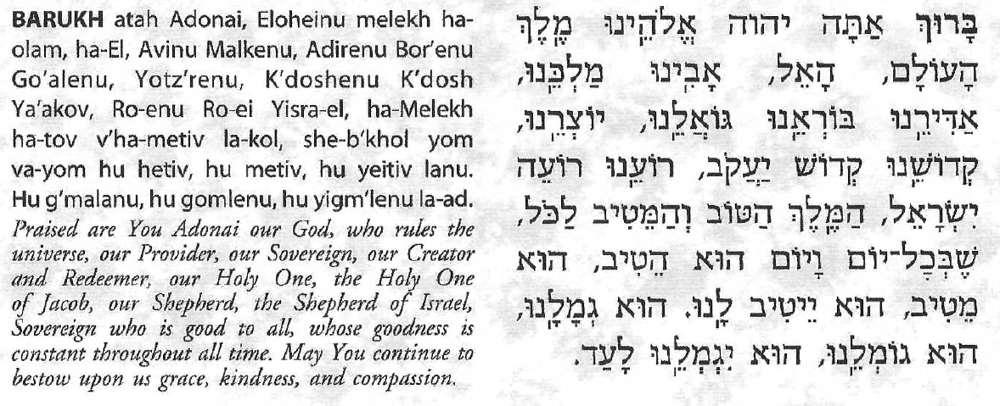 BARUKH atah Adonai, Eloheinu melekh ha-
olam, ha-El, Avinu Malkenu, Adirenu Bor'enu
Go'alenu, Yotz'renu, K'doshenu K'dosh
Ya'akov, Ro-enu Ro-ei Yisra-el, ha-Melekh
ha-tov v'ha-metiv la-kol, she-b'khol yom
va-yom hu hetiv, hu metiv, hu yeitiv lanu.
Hu g'malanu, hu gomlenu, hu yigm'lenu la-ad.
Praised are You Adonai our God, who rules the
universe, our Provider, our Sovereign, our Creator
and Redeemer, our Holy One, the Holy One
of Jacob, our Shepherd, the Shepherd of Israel,
Sovereign who is good to all, whose goodness is
constant throughout all time. May You continue to
bestow upon us grace, kindness, and compassion.
בָּרוּךְ אַתָּה יהוה אֱלֹהֵֽינוּ מֶֽלֶךְ
הָעוֹלָם, הָאֵל, אָבִֽינוּ מַלְכֵּֽנוּ,
אַדִּירֵֽנוּ בּוֹרְאֵֽנוּ גּוֹאֲלֵֽנוּ, יוֹצְרֵֽנוּ,
קְדוֹשֵֽׁנוּ קְדוֹשׁ יַעֲקֹב, רוֹעֵֽנוּ רוֹעֵה
יִשְׂרָאֵל, הַמֶּֽלֶךְ הַטּוֹב וְהַמֵּטִיב לַכֹּל,
שֶׁבְּכָל־יוֹם וָיוֹם הוּא הֵטִיב, הוּא
מֵטִיב, הוּא יֵיטִיב לָֽנוּ. הוּא גְמָלָֽנוּ,
הוּא גוֹמְלֵֽנוּ, הוּא יִגְמְלֵֽנוּ לָעַד.